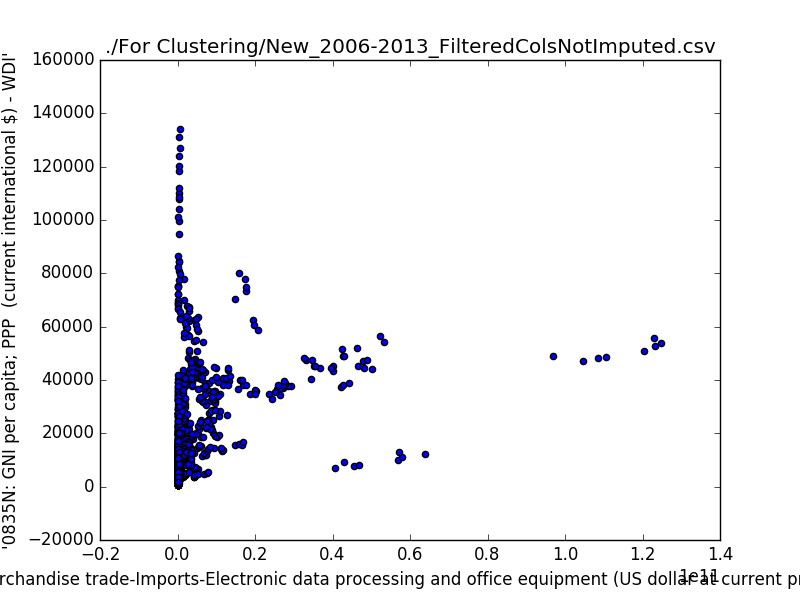 ./For Clustering/New_2006-2013_FilteredColsNotImputed.csv
160000
140000
120000
100000
80000
60000
40000
20000
0
−20000
'0835N: GNI per capita; PPP (current international $) - WDI'
−0.2 0.0 0.2 0.4 0.6 0.8 1.0 1.2 1.4
1e11
rchandise trade-Imports-Electronic data processing and office equipment (US dollar at current pr